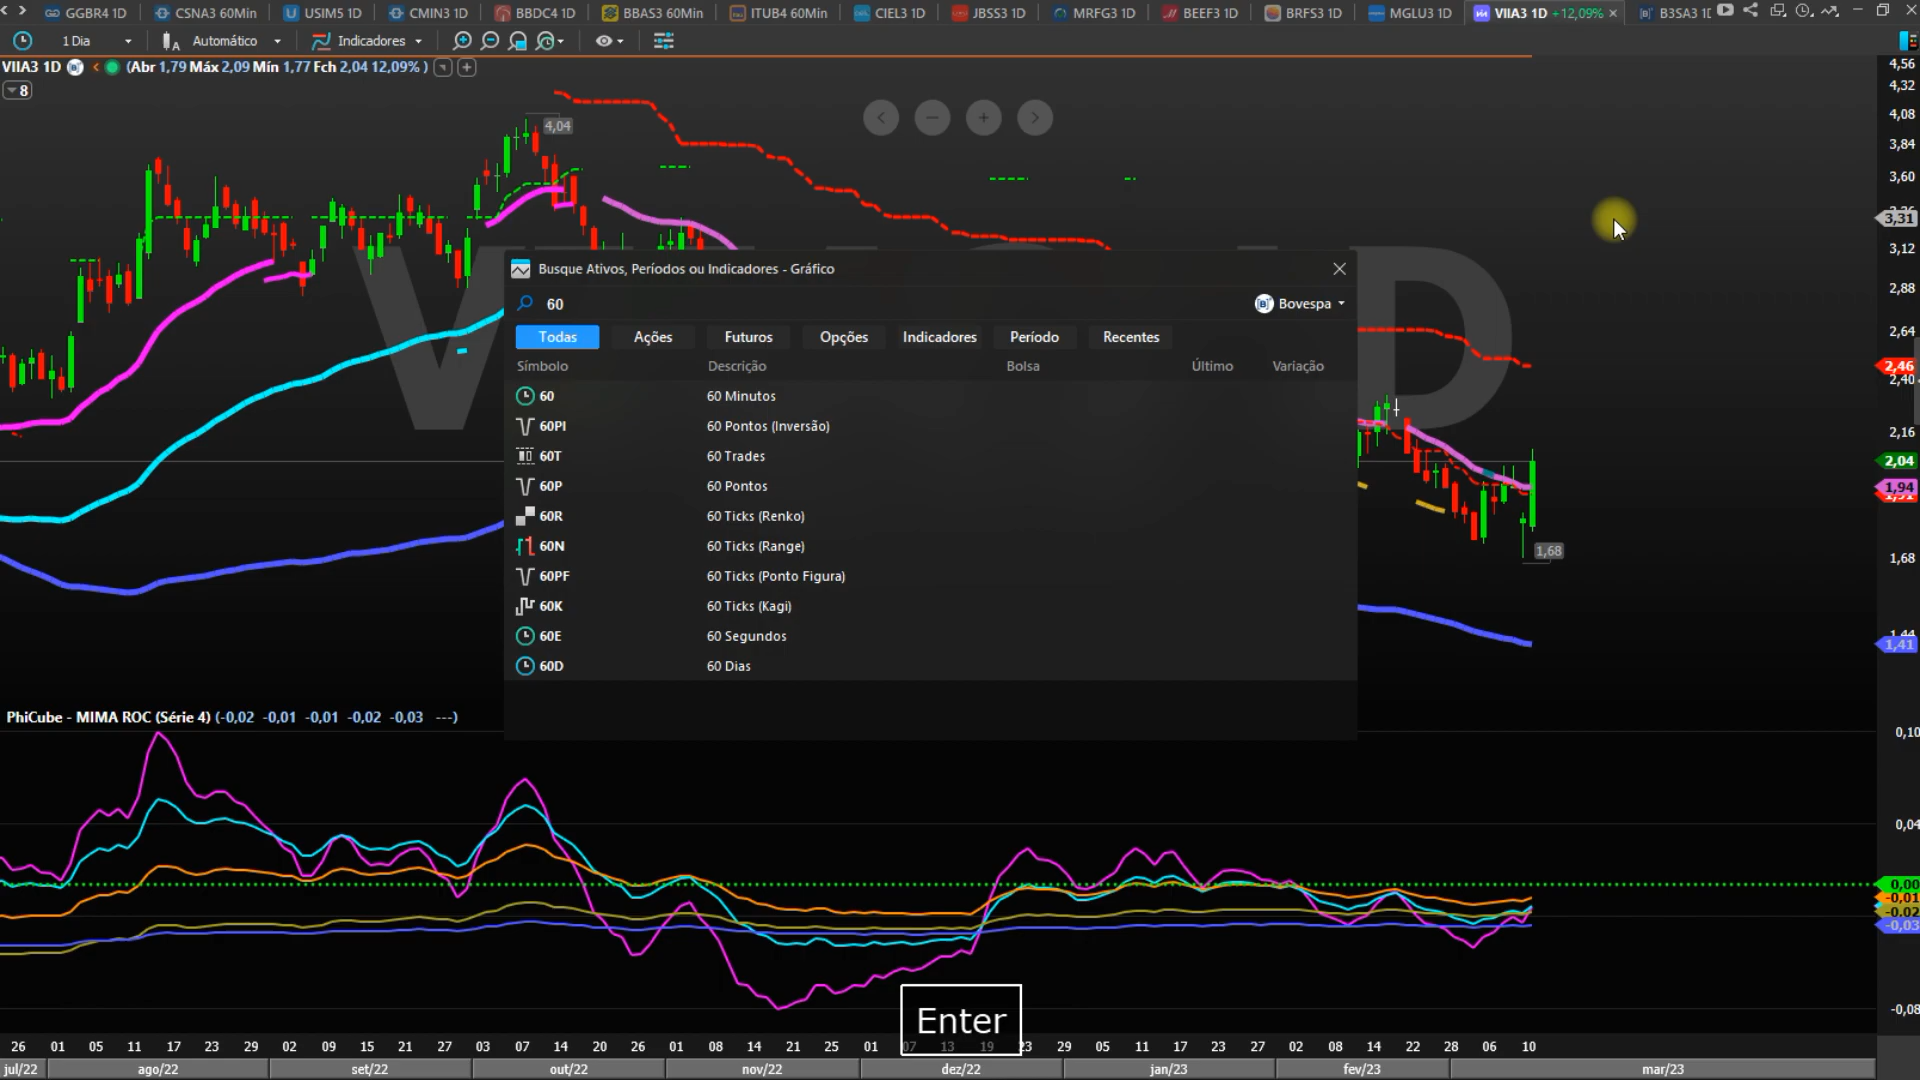 GGBR4 1D CSNA3 60Min USIM5 1D CMIN3 1D BBDC4 1D BBAS3 60Min ITUB4 60Min CIEL3 1D JBSS3 1D MRFG3 1D BEEF3 1D BRFS3 1D MGLU3 1D VIIA3 1D +12,09% B3SA3 1D
1 Dia Automático Indicadores
VIIA3 1D (Abr 1,79 Máx 2,09 Mín 1,77 Fch 2,04 12,09% )
8
4,04
4,56
4,32
4,08
3,84
3,60
3,31
3,12
2,88
2,64
2,46
2,40
2,16
2,04
1,94
1,91
1,68
1,68
1,44
1,41
Busque Ativos, Períodos ou Indicadores - Gráfico
60 Bovespa
Todas Ações Futuros Opções Indicadores Período Recentes
Símbolo Descrição Bolsa Último Variação
60 60 Minutos
60PI 60 Pontos (Inversão)
60T 60 Trades
60P 60 Pontos
60R 60 Ticks (Renko)
60N 60 Ticks (Range)
60PF 60 Ticks (Ponto Figura)
60K 60 Ticks (Kagi)
60E 60 Segundos
60D 60 Dias
PhiCube - MIMA ROC (Série 4) (-0,02 -0,01 -0,01 -0,02 -0,03 ---)
0,10
0,04
0,00
-0,01
-0,02
-0,03
-0,08
Enter
26 01 05 11 17 23 29 02 09 15 21 27 03 07 14 20 26 01 08 14 21 25 01 07 13 19 23 29 05 11 17 23 27 02 08 14 22 28 06 10
jul/22 ago/22 set/22 out/22 nov/22 dez/22 jan/23 fev/23 mar/23